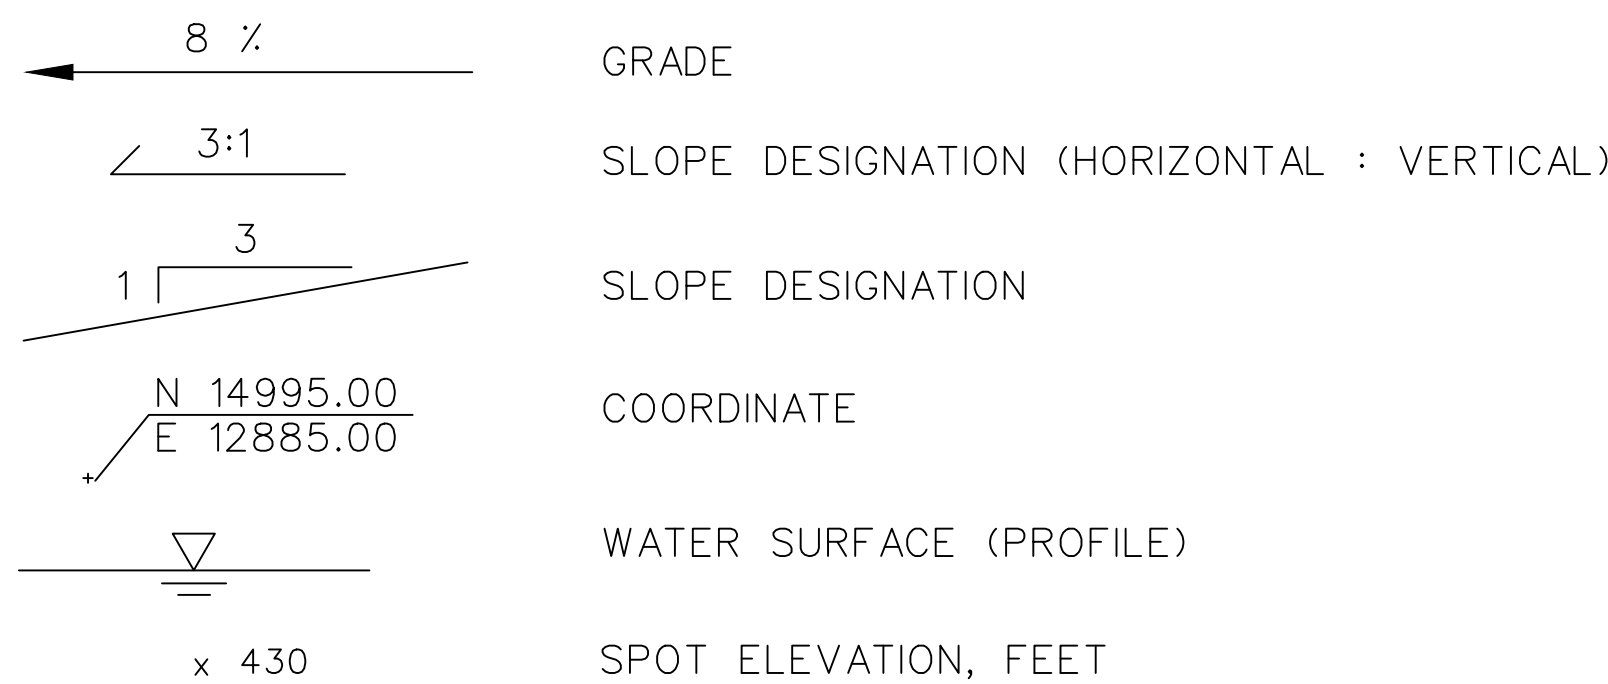 8 %
GRADE
3:1
SLOPE DESIGNATION (HORIZONTAL : VERTICAL)
3
1
SLOPE DESIGNATION
N 14995.00
E 12885.00
COORDINATE
WATER SURFACE (PROFILE)
x 430
SPOT ELEVATION, FEET